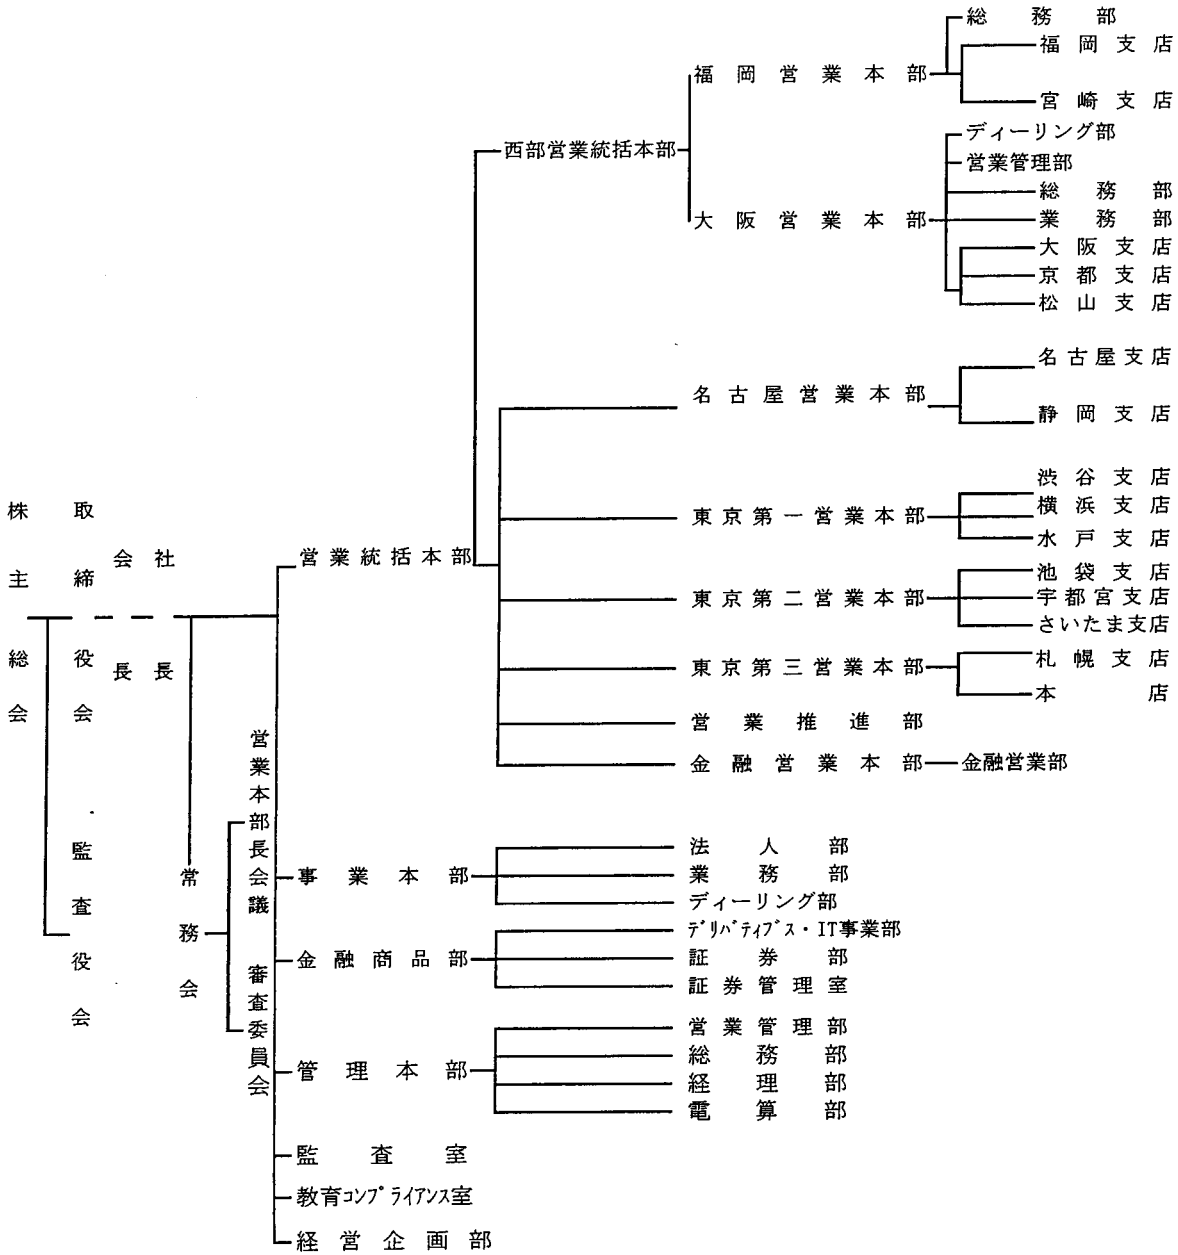 株主総会
取締役会
監査役会
会長
社長
常務会
営業本部長会議
審査委員会
営業統括本部
西部営業統括本部
福岡営業本部
総務部
福岡支店
宮崎支店
大阪営業本部
ディーリング部
営業管理部
総務部
業務部
大阪支店
京都支店
松山支店
名古屋営業本部
名古屋支店
静岡支店
東京第一営業本部
渋谷支店
横浜支店
水戸支店
東京第二営業本部
池袋支店
宇都宮支店
さいたま支店
東京第三営業本部
札幌支店
本店
営業推進部
金融営業本部
金融営業部
事業本部
法人部
業務部
ディーリング部
金融商品部
ﾃﾞﾘﾊﾞﾃｨﾌﾞｽ・IT事業部
証券部
証券管理室
管理本部
営業管理部
総務部
経理部
電算部
監査室
教育ｺﾝﾌﾟﾗｲｱﾝｽ室
経営企画部